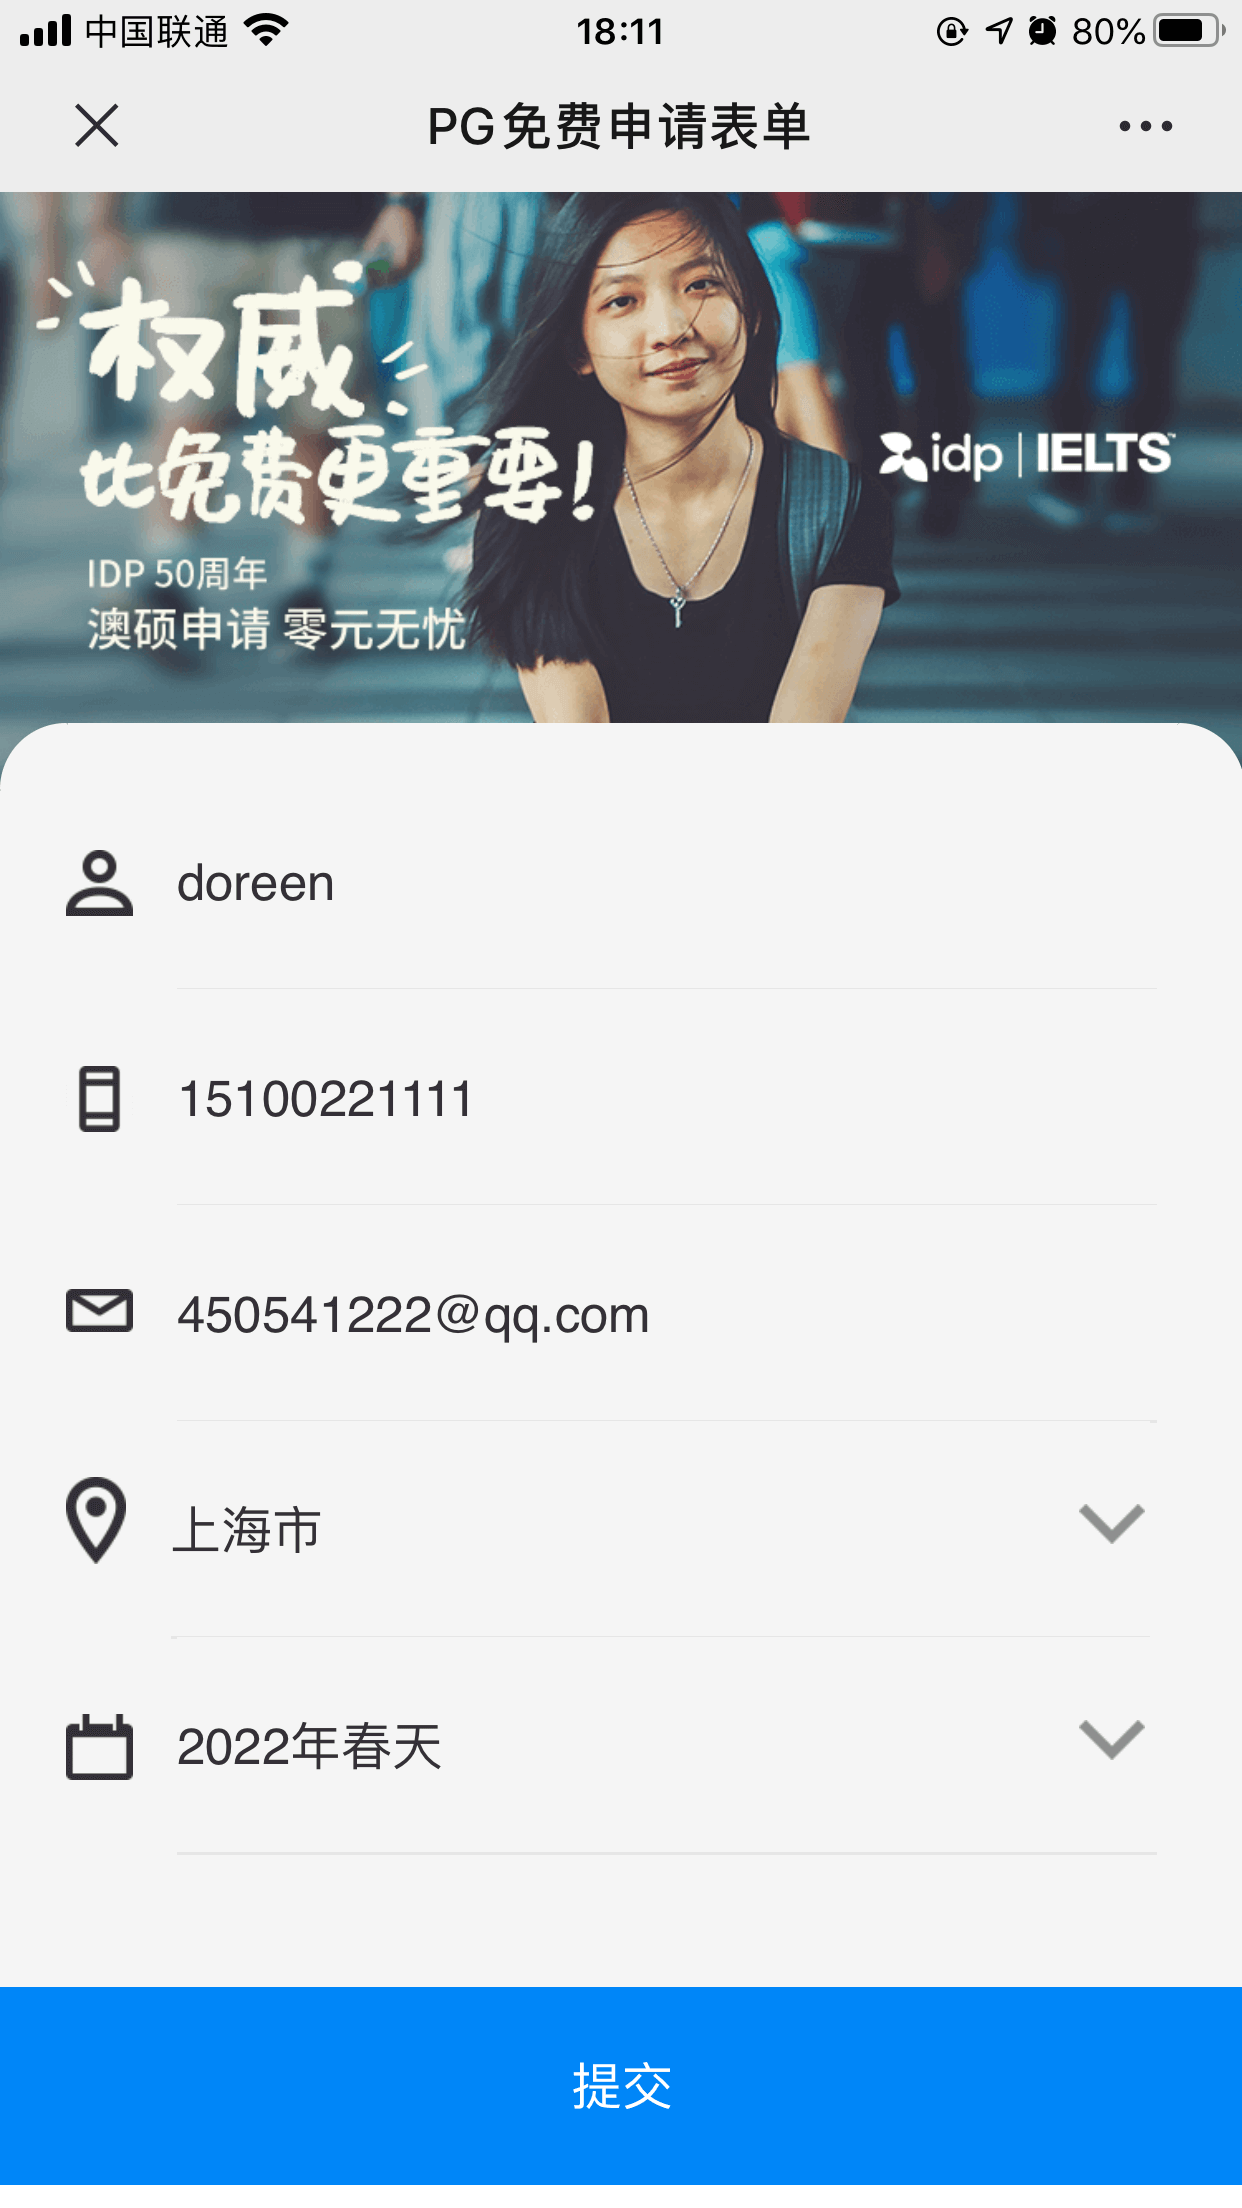 中国联通 18:11 80%
PG免费申请表单
权威
比免费更重要!
idp | IELTS™
IDP 50周年
澳硕申请 零元无忧
doreen
15100221111
450541222@qq.com
上海市
2022年春天
提交